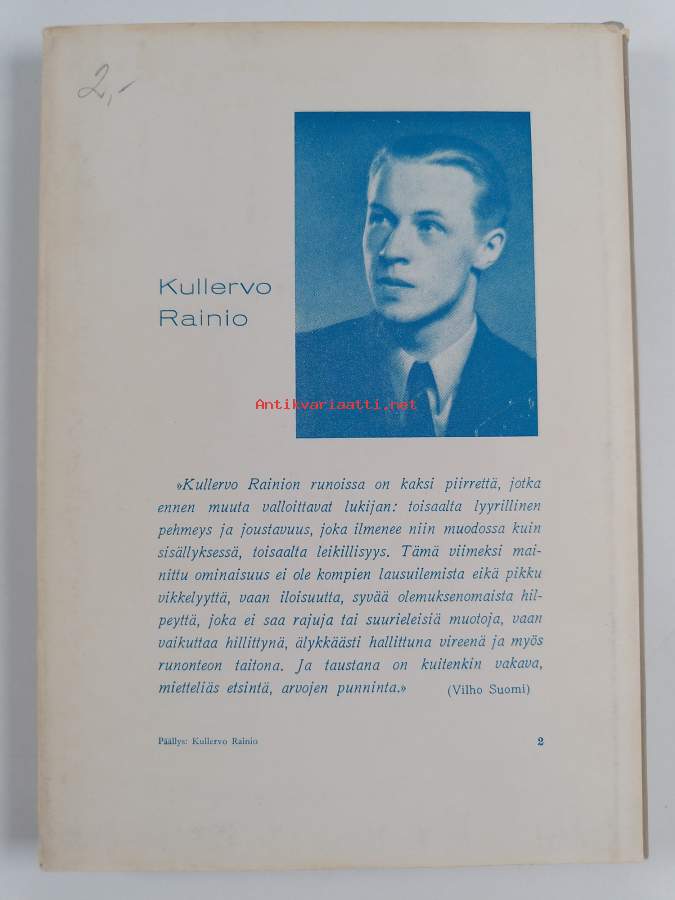 2,-
Kullervo
Rainio
Antikvariaatti.net
»Kullervo Rainion runoissa on kaksi piirrettä, jotka
ennen muuta valloittavat lukijan: toisaalta lyyrillinen
pehmeys ja joustavuus, joka ilmenee niin muodossa kuin
sisällyksessä, toisaalta leikillisyys. Tämä viimeksi mai-
nittu ominaisuus ei ole kompien lausuilemista eikä pikku
vikkelyyttä, vaan iloisuutta, syvää olemuksenomaista hil-
peyttä, joka ei saa rajuja tai suurieleisiä muotoja, vaan
vaikuttaa hillittynä, älykkäästi hallittuna vireenä ja myös
runonteon taitona. Ja taustana on kuitenkin vakava,
mietteliäs etsintä, arvojen punninta.» (Vilho Suomi)
Päällys: Kullervo Rainio 2